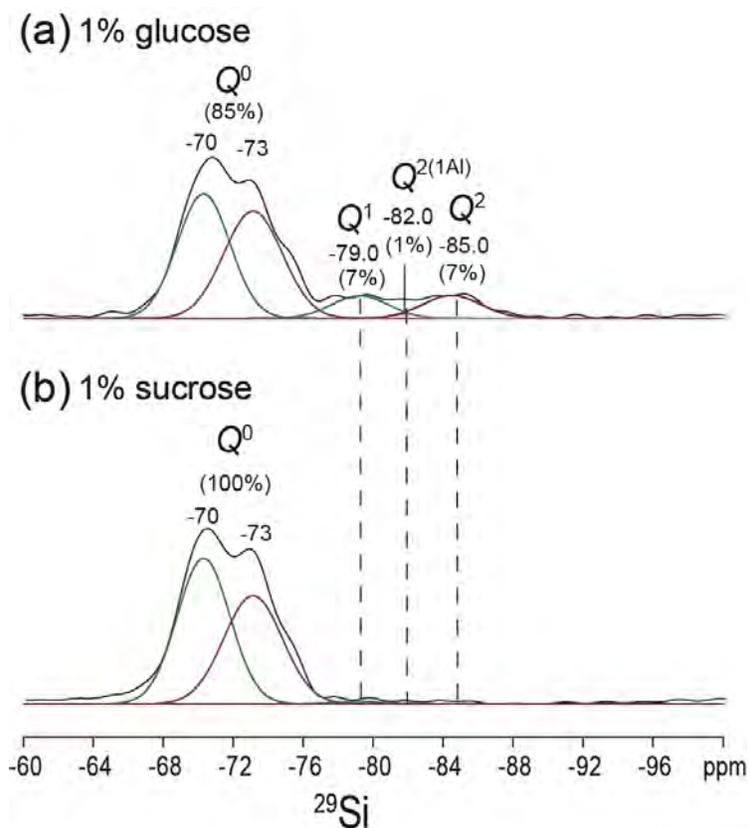 (a) 1% glucose
Q⁰
(85%)
-70 -73
Q¹
-79.0
(7%)
Q²⁽¹ᴬˡ⁾
-82.0
(1%)
Q²
-85.0
(7%)
(b) 1% sucrose
Q⁰
(100%)
-70 -73
-60 -64 -68 -72 -76 -80 -84 -88 -92 -96 ppm
²⁹Si